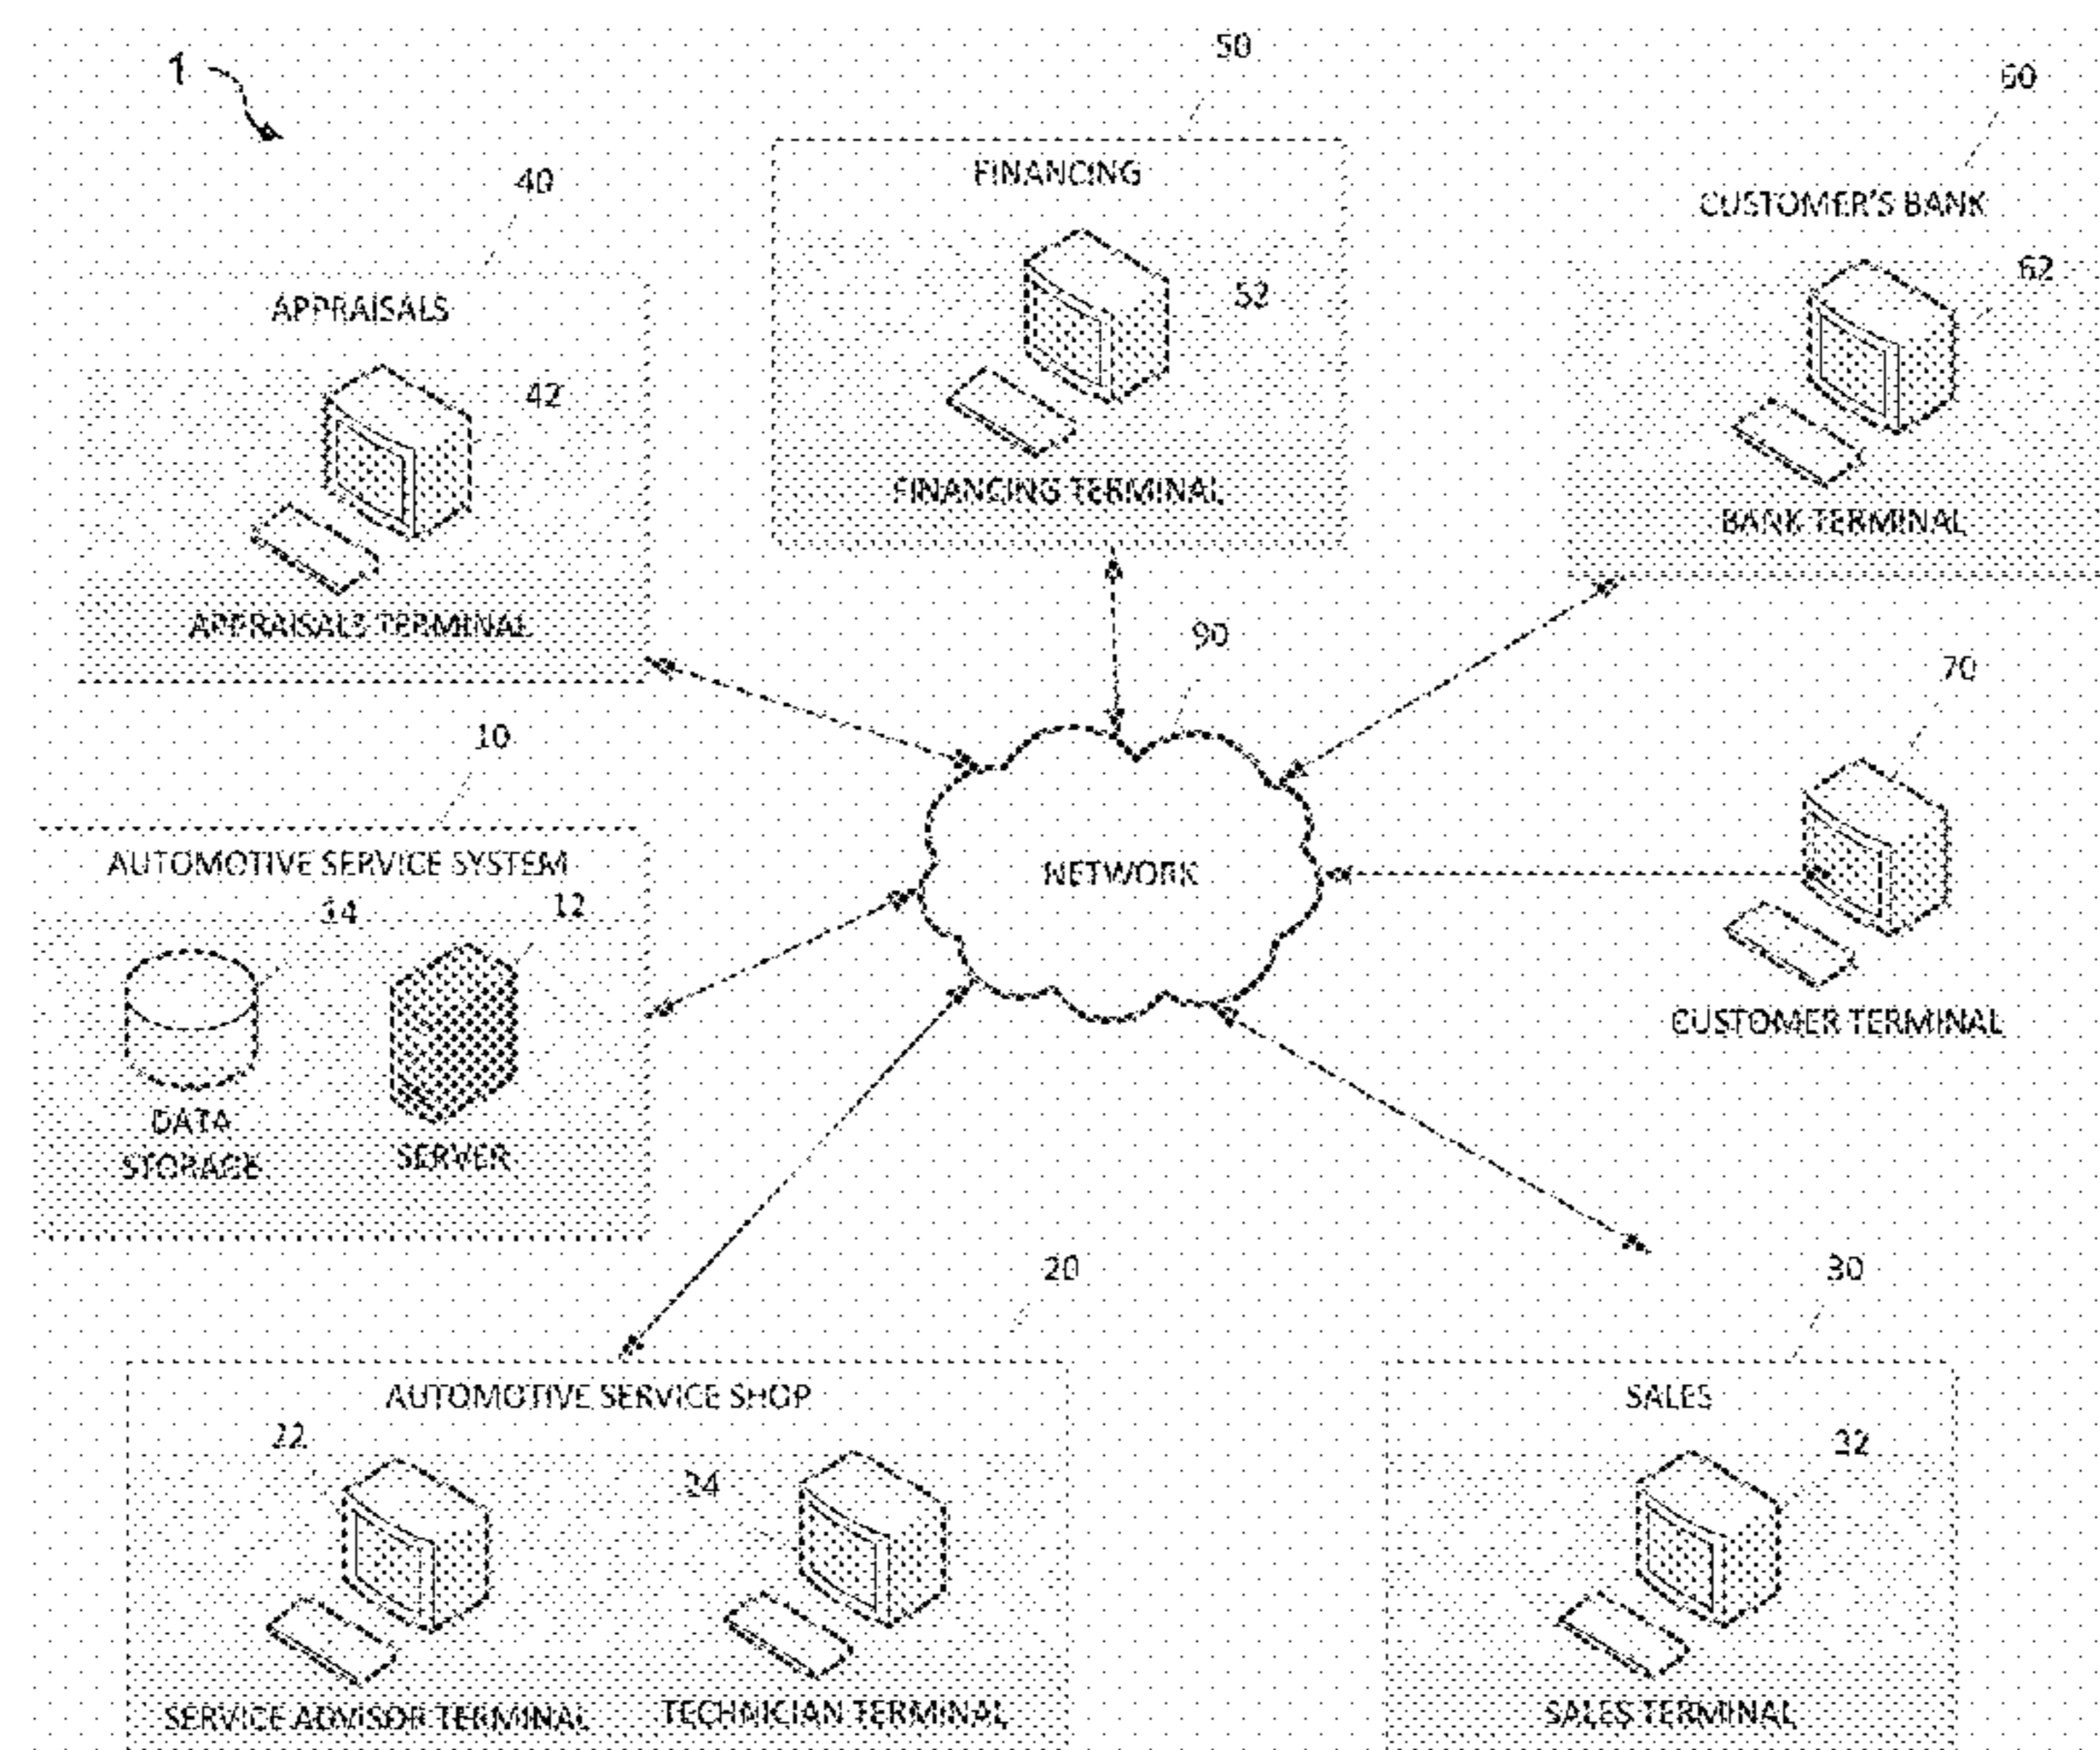 1
50
60
40
FINANCING
CUSTOMER'S BANK
52
62
APPRAISALS
42
FINANCING TERMINAL
BANK TERMINAL
APPRAISALS TERMINAL
90
70
10
AUTOMOTIVE SERVICE SYSTEM
14
12
NETWORK
DATA
STORAGE
SERVER
CUSTOMER TERMINAL
20
30
AUTOMOTIVE SERVICE SHOP
SALES
22
24
32
SERVICE ADVISOR TERMINAL
TECHNICIAN TERMINAL
SALES TERMINAL